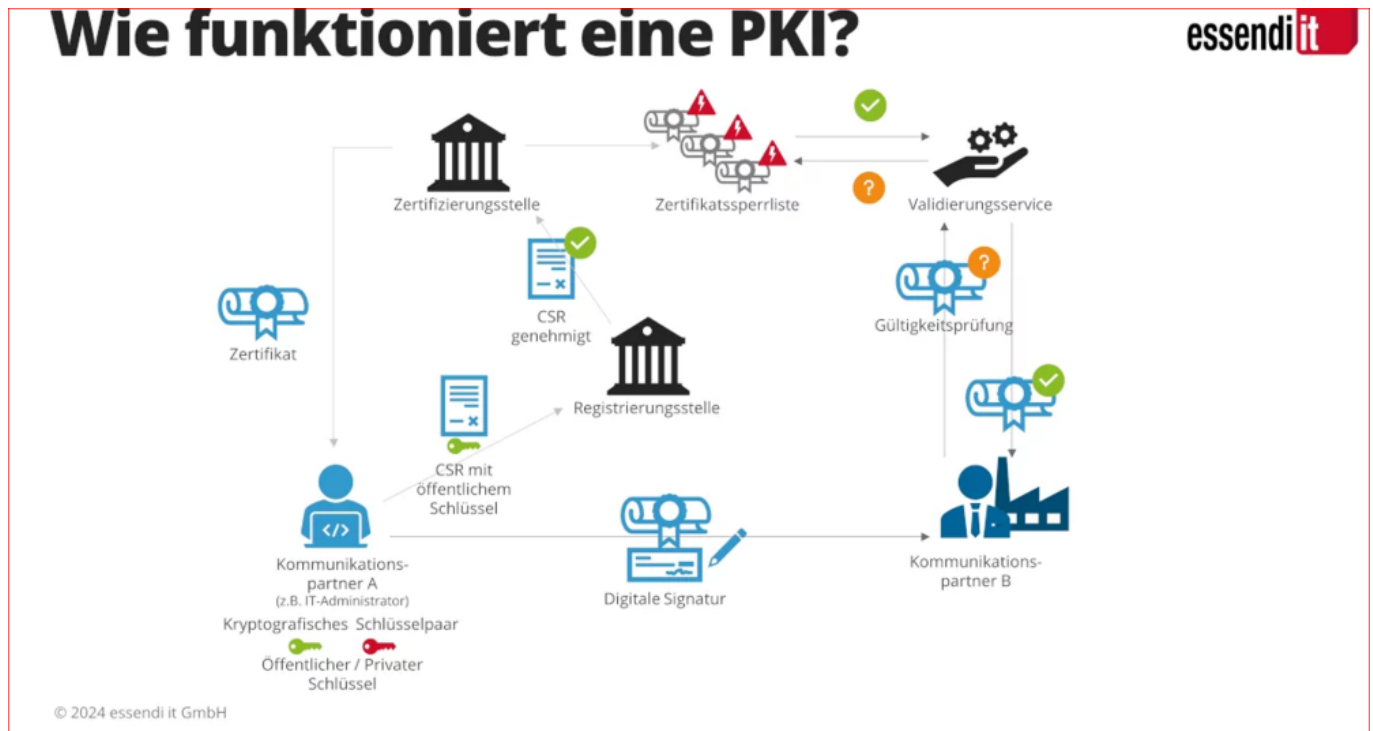 Wie funktioniert eine PKI?
essendi it
Zertifizierungsstelle
Zertifikatssperrliste
?
Validierungsservice
CSR
genehmigt
?
Gültigkeitsprüfung
Zertifikat
Registrierungsstelle
CSR mit
öffentlichem
Schlüssel
</>
Kommunikations-
partner A
(z.B. IT-Administrator)
Kryptografisches Schlüsselpaar
Öffentlicher / Privater
Schlüssel
Digitale Signatur
Kommunikations-
partner B
© 2024 essendi it GmbH